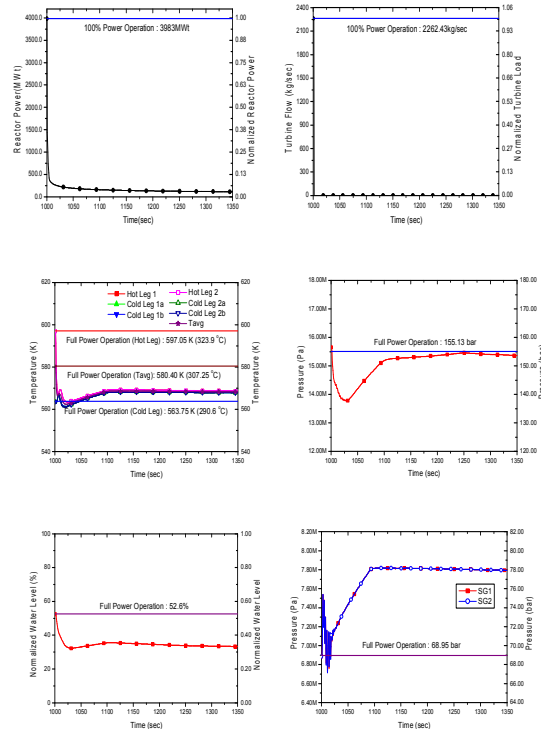 100% Power Operation : 3983MWt
Reactor Power(MWt)
4000.0
3500.0
3000.0
2500.0
2000.0
1500.0
1000.0
500.0
0.0
1.00
0.88
0.75
0.63
0.50
0.38
0.25
0.13
0.00
Normalized Reactor Power
1000 1050 1100 1150 1200 1250 1300 1350
Time(sec)
100% Power Operation : 2262.43kg/sec
Turbine Flow (kg/sec)
2400
2100
1800
1500
1200
900
600
300
0
1.06
0.93
0.80
0.66
0.53
0.40
0.27
0.13
0.00
Normalized Turbine Load
1000 1050 1100 1150 1200 1250 1300 1350
Time(sec)
Hot Leg 1
Cold Leg 1a
Cold Leg 1b
Hot Leg 2
Cold Leg 2a
Cold Leg 2b
Tavg
Full Power Operation (Hot Leg) : 597.05 K (323.9 °C)
Full Power Operation (Tavg): 580.40 K (307.25 °C)
Full Power Operation (Cold Leg) : 563.75 K (290.6 °C)
Temperature (K)
620
600
580
560
540
620
600
580
560
540
Temperature (K)
1000 1050 1100 1150 1200 1250 1300 1350
Time (sec)
Full Power Operation : 155.13 bar
Pressure (Pa)
18.00M
17.00M
16.00M
15.00M
14.00M
13.00M
12.00M
180.00
170.00
160.00
150.00
140.00
130.00
120.00
1000 1050 1100 1150 1200 1250 1300 1350
Time (sec)
Full Power Operation : 52.6%
Normalized Water Level (%)
100
80
60
40
20
0
1.00
0.80
0.60
0.40
0.20
0.00
Normalized Water Level
1000 1050 1100 1150 1200 1250 1300 1350
Time (sec)
SG1
SG2
Full Power Operation : 68.95 bar
Pressure (Pa)
8.20M
8.00M
7.80M
7.60M
7.40M
7.20M
7.00M
6.80M
6.60M
6.40M
82.00
80.00
78.00
76.00
74.00
72.00
70.00
68.00
66.00
64.00
Pressure (bar)
1000 1050 1100 1150 1200 1250 1300 1350
Time (sec)